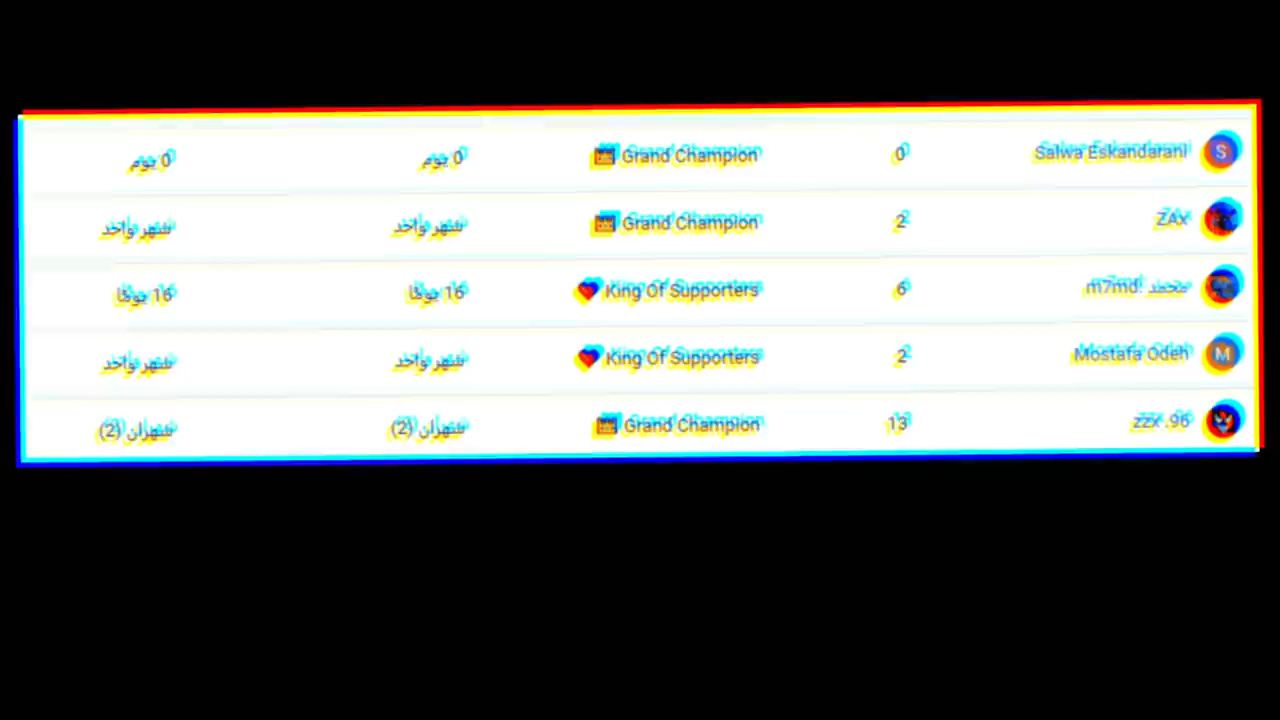 Salwa Eskandarani 0 Grand Champion 0 يوم 0 يوم
ZAX 2 Grand Champion شهر واحد شهر واحد
m7md. محمد 6 King Of Supporters 16 يومًا 16 يومًا
Mostafa Odeh 2 King Of Supporters شهر واحد شهر واحد
zzx .96 13 Grand Champion شهران (2) شهران (2)